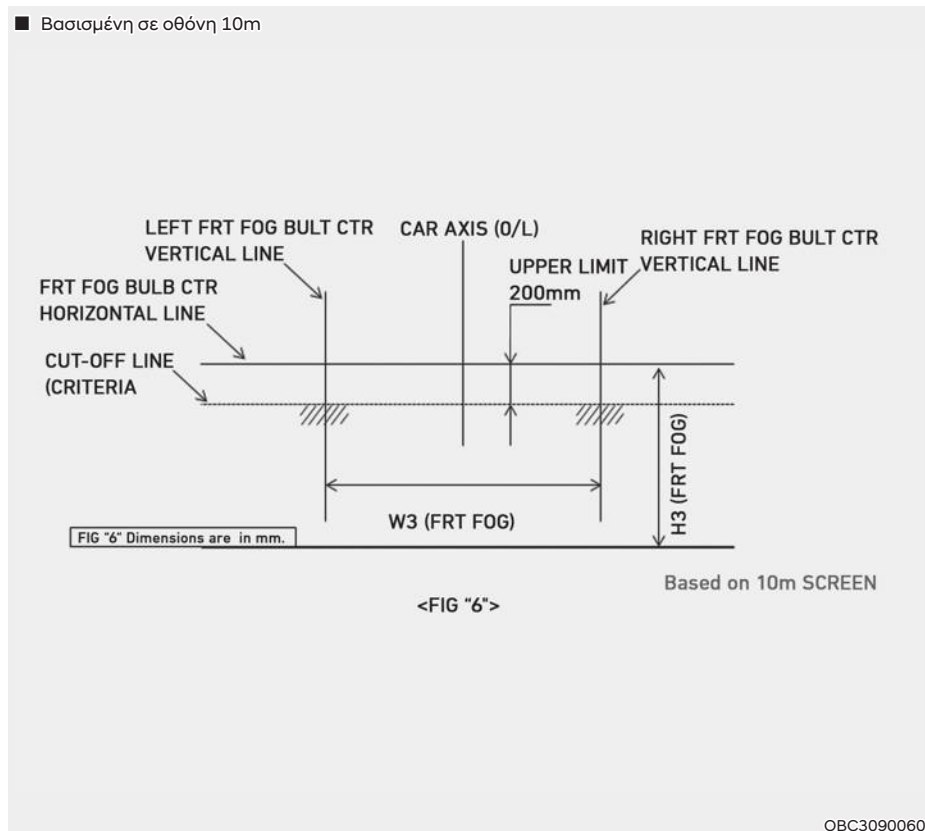 ■ Βασισμένη σε οθόνη 10m
LEFT FRT FOG BULT CTR
VERTICAL LINE
CAR AXIS (0/L)
RIGHT FRT FOG BULT CTR
VERTICAL LINE
UPPER LIMIT
200mm
FRT FOG BULB CTR
HORIZONTAL LINE
CUT-OFF LINE
(CRITERIA
H3 (FRT FOG)
W3 (FRT FOG)
FIG "6" Dimensions are in mm.
Based on 10m SCREEN
<FIG "6">
OBC3090060